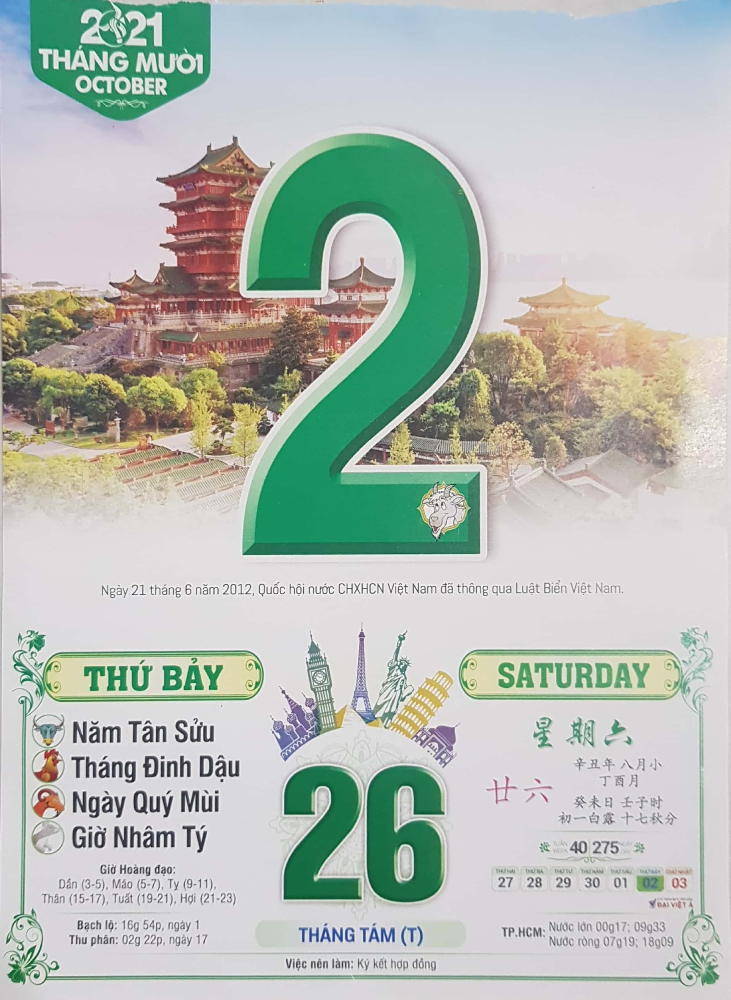 2021
THÁNG MƯỜI
OCTOBER
2
Ngày 21 tháng 6 năm 2012, Quốc hội nước CHXHCN Việt Nam đã thông qua Luật Biển Việt Nam.
THỨ BẢY
SATURDAY
Năm Tân Sửu
Tháng Đinh Dậu
Ngày Quý Mùi
Giờ Nhâm Tý
Giờ Hoàng đạo:
Dần (3-5), Mão (5-7), Tỵ (9-11),
Thân (15-17), Tuất (19-21), Hợi (21-23)
Bạch lộ: 16g 54p, ngày 1
Thu phân: 02g 22p, ngày 17
26
THÁNG TÁM (T)
Việc nên làm: Ký kết hợp đồng
星期六
廿六
辛丑年 八月小
丁酉月
癸未日 壬子时
初一白露 十七秋分
TUẦN WEEK 40 275 NGÀY DAY
THỨ HAI THỨ BA THỨ TƯ THỨ NĂM THỨ SÁU THỨ BẢY CHỦ NHẬT
27 28 29 30 01 02 03
ĐẠI VIỆT Á
TP.HCM: Nước lớn 00g17; 09g33
Nước ròng 07g19; 18g09